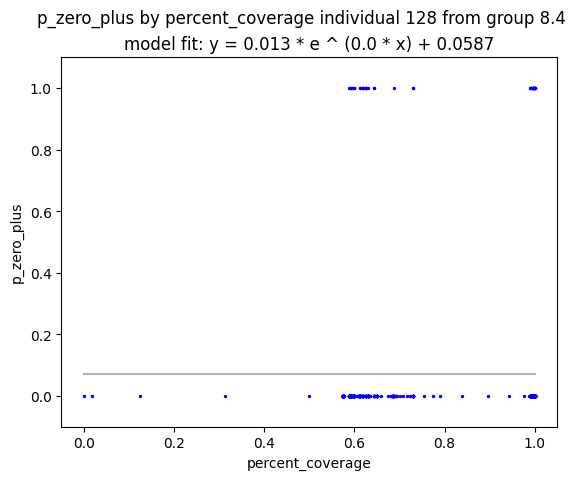 p_zero_plus by percent_coverage individual 128 from group 8.4
model fit: y = 0.013 * e ^ (0.0 * x) + 0.0587
1.0
0.8
0.6
0.4
0.2
0.0
p_zero_plus
0.0 0.2 0.4 0.6 0.8 1.0
percent_coverage